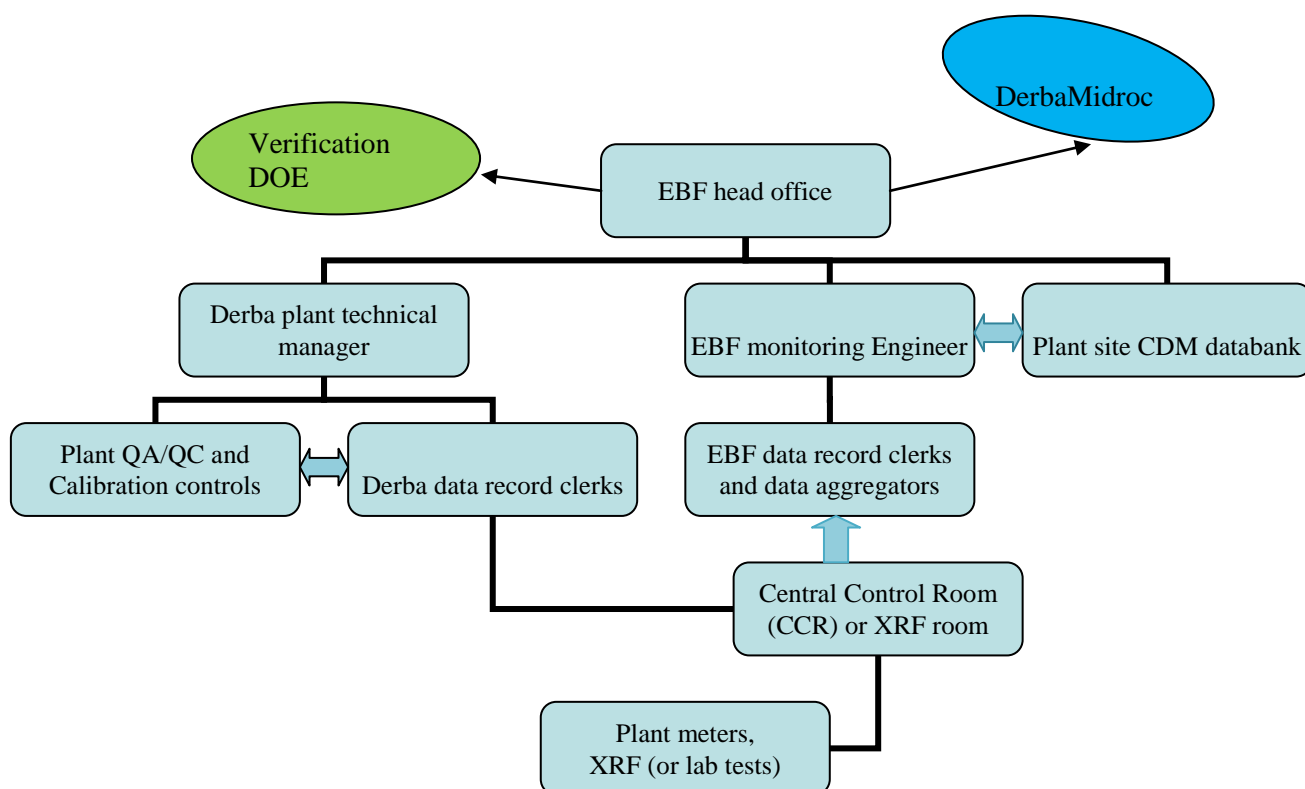 DerbaMidroc
Verification
DOE
EBF head office
Derba plant technical
manager
EBF monitoring Engineer
Plant site CDM databank
Plant QA/QC and
Calibration controls
Derba data record clerks
EBF data record clerks
and data aggregators
Central Control Room
(CCR) or XRF room
Plant meters,
XRF (or lab tests)